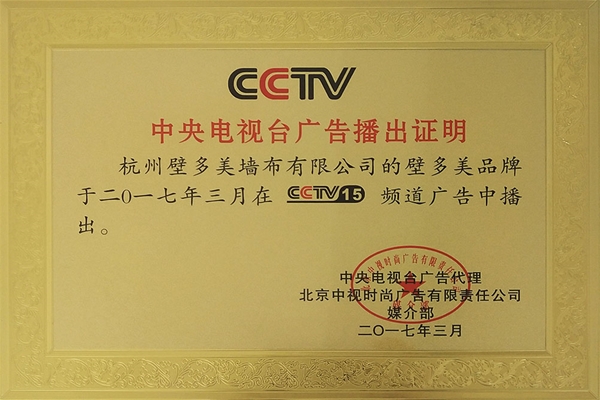 CCTV
中央电视台广告播出证明
杭州壁多美墙布有限公司的壁多美品牌
于二〇一七年三月在 CCTV15 频道广告中播
出。
中央电视台广告代理
北京中视时尚广告有限责任公司
媒介部
二〇一七年三月